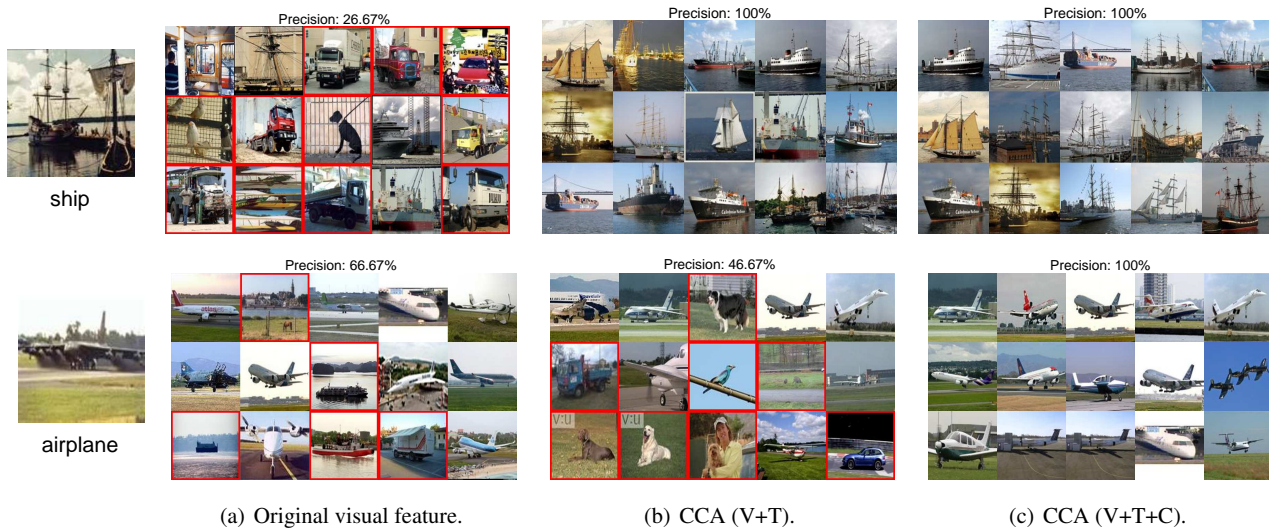 Precision: 26.67%
Precision: 100%
Precision: 100%
ship
Precision: 66.67%
Precision: 46.67%
Precision: 100%
v:u
v:u
v:u
airplane
(a) Original visual feature.
(b) CCA (V+T).
(c) CCA (V+T+C).